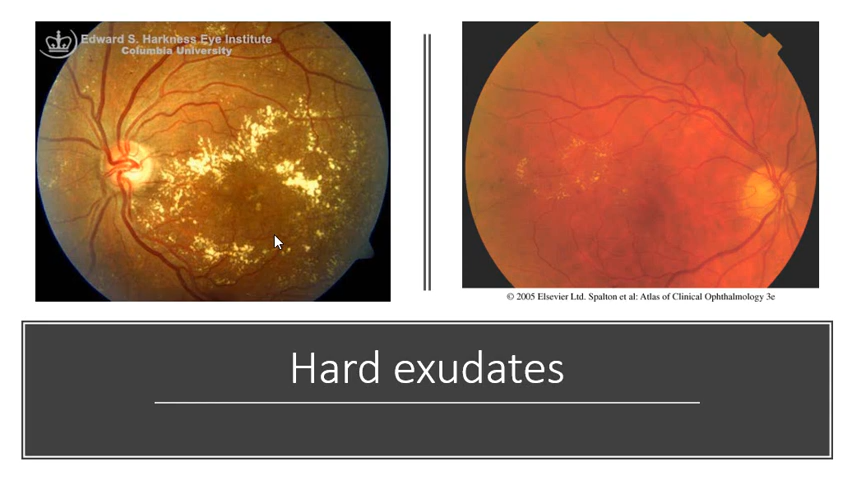 Edward S. Harkness Eye Institute
Columbia University
© 2005 Elsevier Ltd. Spalton et al: Atlas of Clinical Ophthalmology 3e
Hard exudates